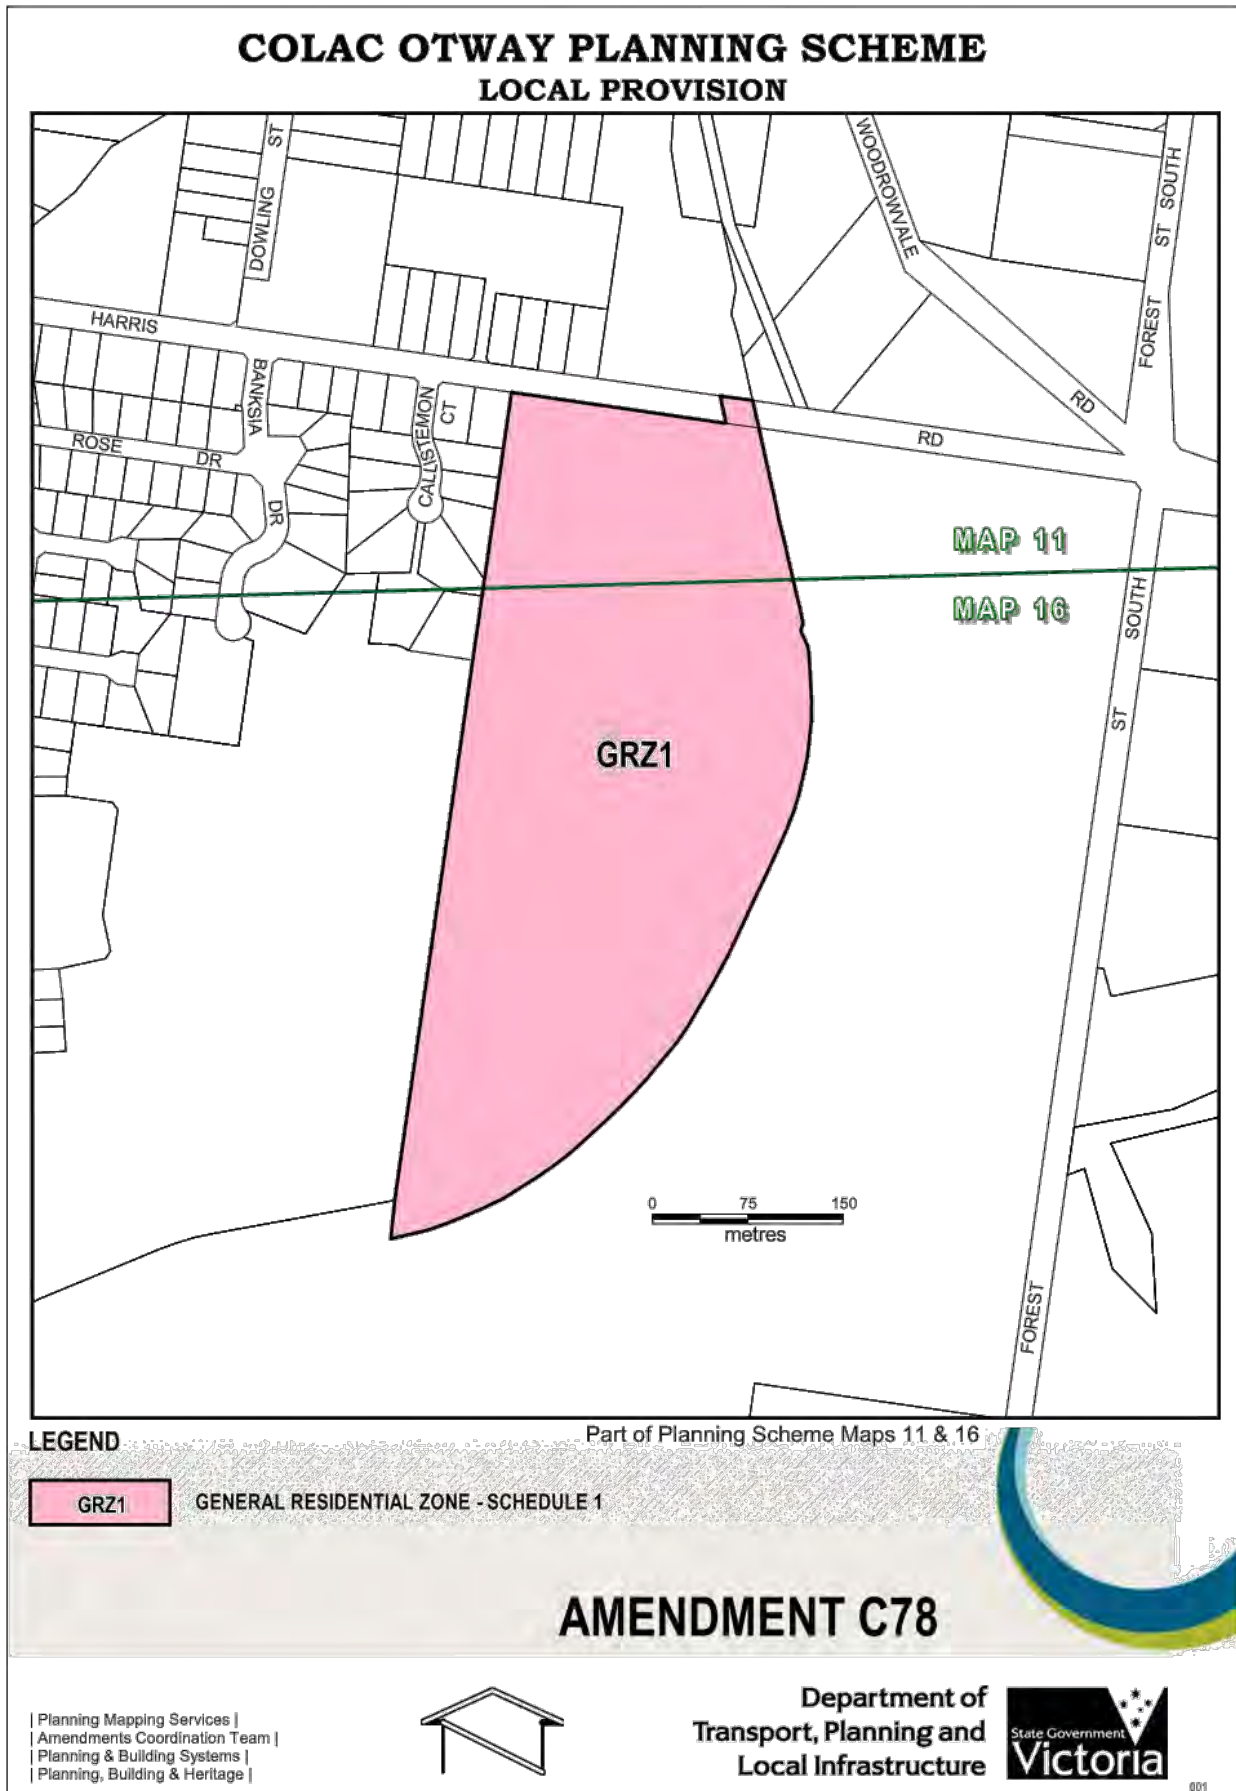 COLAC OTWAY PLANNING SCHEME
LOCAL PROVISION
DOWLING ST
WOODROWVALE RD
FOREST ST SOUTH
HARRIS RD
BANKSIA DR
CALLISTEMON CT
ROSE DR
MAP 11
MAP 16
GRZ1
FOREST ST SOUTH
0 75 150
metres
Part of Planning Scheme Maps 11 & 16
LEGEND
GRZ1 GENERAL RESIDENTIAL ZONE - SCHEDULE 1
AMENDMENT C78
| Planning Mapping Services |
| Amendments Coordination Team |
| Planning & Building Systems |
| Planning, Building & Heritage |
Department of
Transport, Planning and
Local Infrastructure
State Government
Victoria
001